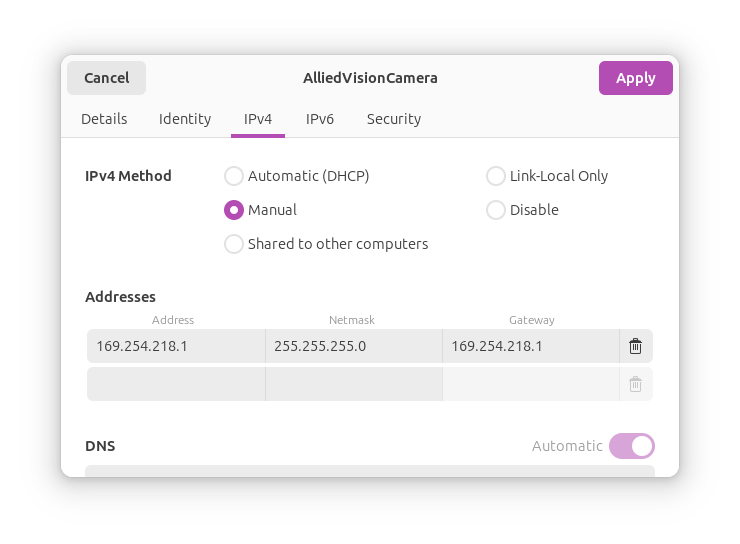 Cancel AlliedVisionCamera Apply
Details Identity IPv4 IPv6 Security
IPv4 Method Automatic (DHCP) Link-Local Only
Manual Disable
Shared to other computers
Addresses
Address Netmask Gateway
169.254.218.1 255.255.255.0 169.254.218.1
DNS Automatic